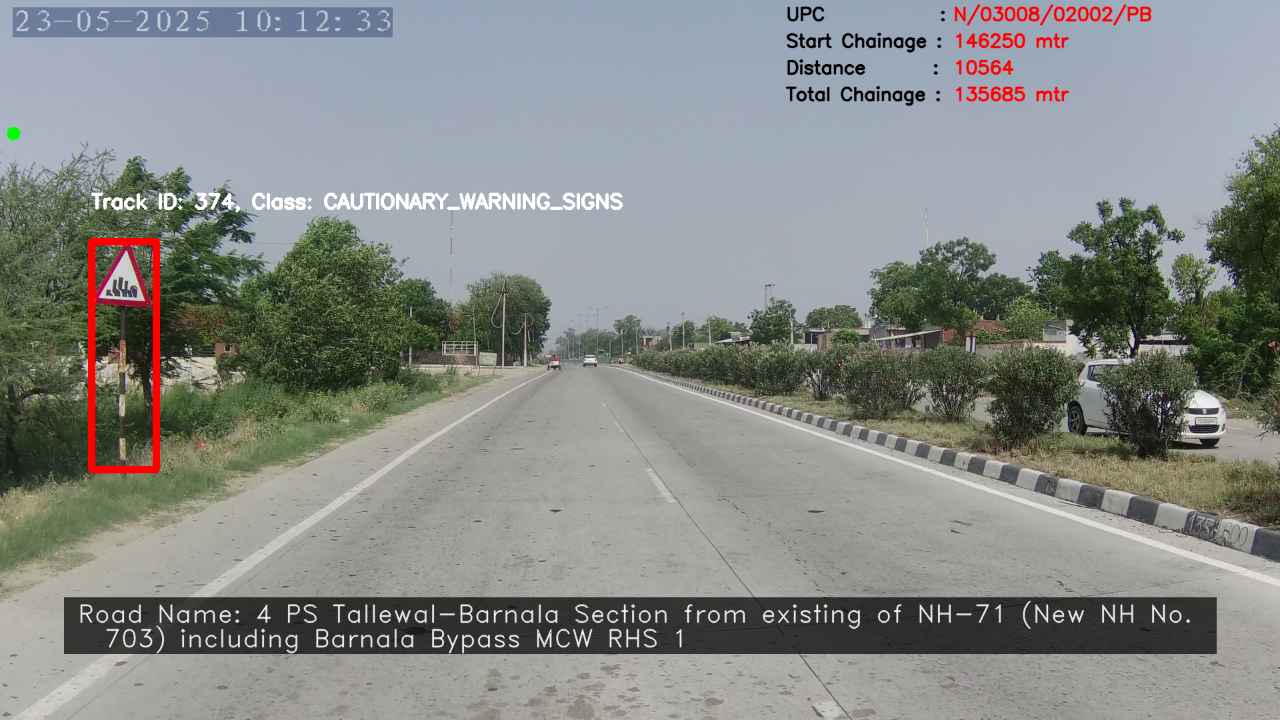 23-05-2025 10:12:33
UPC : N/03008/02002/PB
Start Chainage : 146250 mtr
Distance : 10564
Total Chainage : 135685 mtr
Track ID: 374, Class: CAUTIONARY_WARNING_SIGNS
Road Name: 4 PS Tallewal-Barnala Section from existing of NH-71 (New NH No.
703) including Barnala Bypass MCW RHS 1